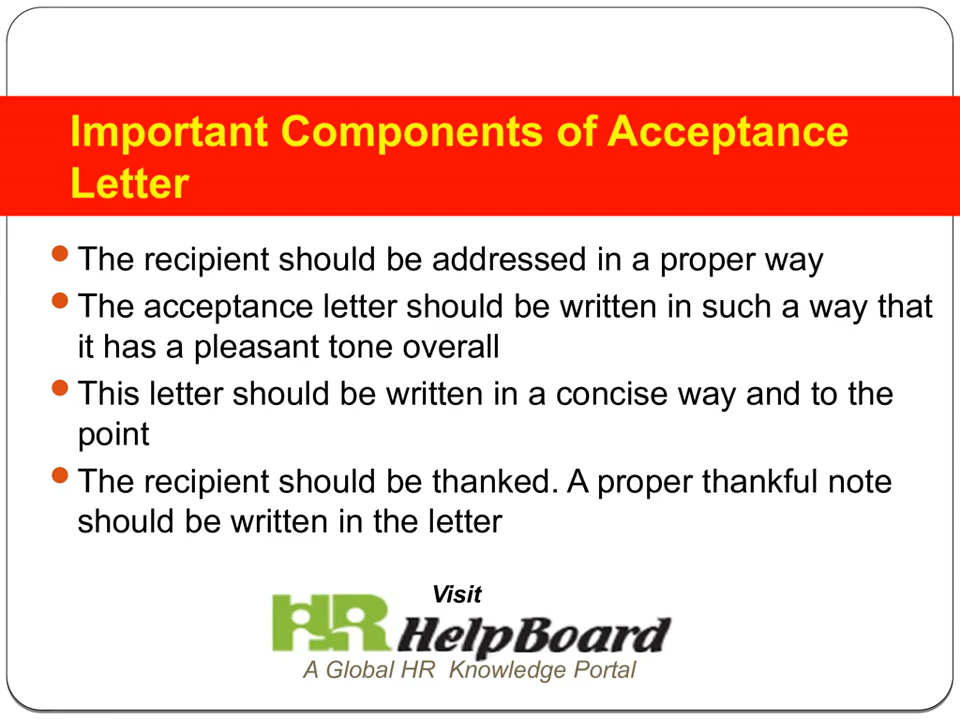 Important Components of Acceptance
Letter
The recipient should be addressed in a proper way
The acceptance letter should be written in such a way that
it has a pleasant tone overall
This letter should be written in a concise way and to the
point
The recipient should be thanked. A proper thankful note
should be written in the letter
Visit
HR HelpBoard
A Global HR Knowledge Portal